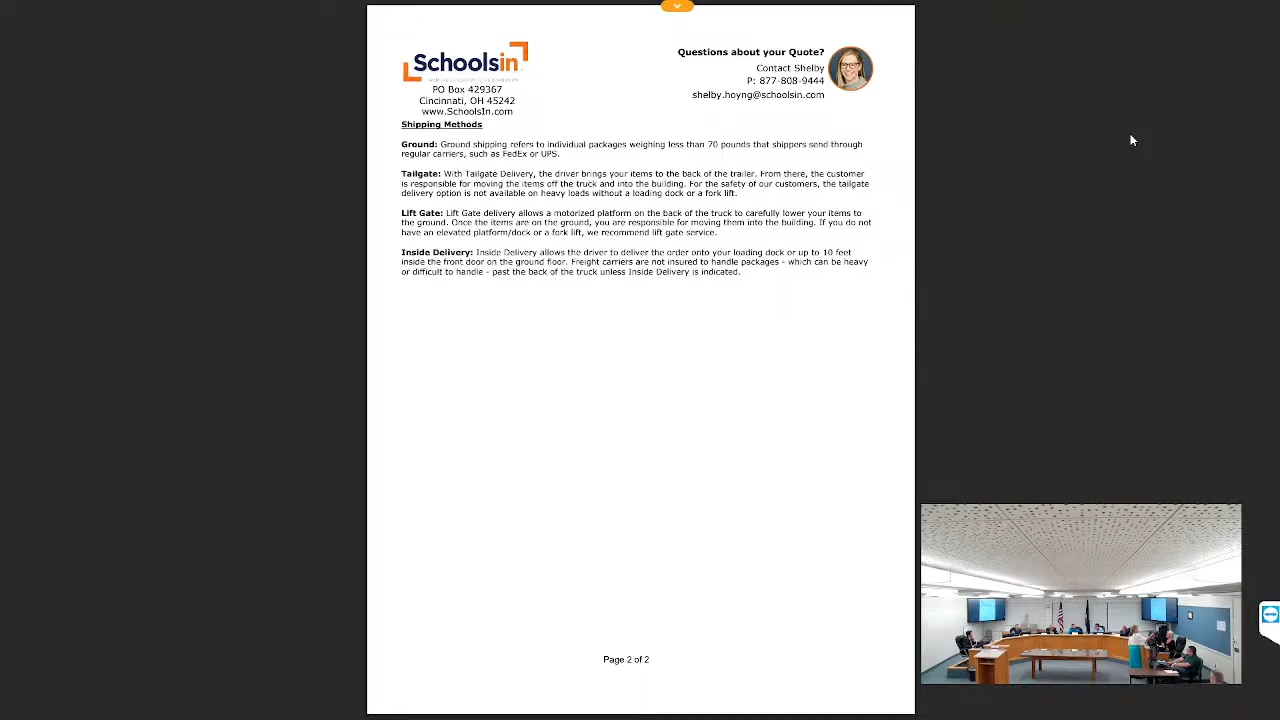 Schoolsin
PO Box 429367
Cincinnati, OH 45242
www.SchoolsIn.com
Questions about your Quote?
Contact Shelby
P: 877-808-9444
shelby.hoyng@schoolsin.com
Shipping Methods
Ground: Ground shipping refers to individual packages weighing less than 70 pounds that shippers send through
regular carriers, such as FedEx or UPS.
Tailgate: With Tailgate Delivery, the driver brings your items to the back of the trailer. From there, the customer
is responsible for moving the items off the truck and into the building. For the safety of our customers, the tailgate
delivery option is not available on heavy loads without a loading dock or a fork lift.
Lift Gate: Lift Gate delivery allows a motorized platform on the back of the truck to carefully lower your items to
the ground. Once the items are on the ground, you are responsible for moving them into the building. If you do not
have an elevated platform/dock or a fork lift, we recommend lift gate service.
Inside Delivery: Inside Delivery allows the driver to deliver the order onto your loading dock or up to 10 feet
inside the front door on the ground floor. Freight carriers are not insured to handle packages - which can be heavy
or difficult to handle - past the back of the truck unless Inside Delivery is indicated.
Page 2 of 2